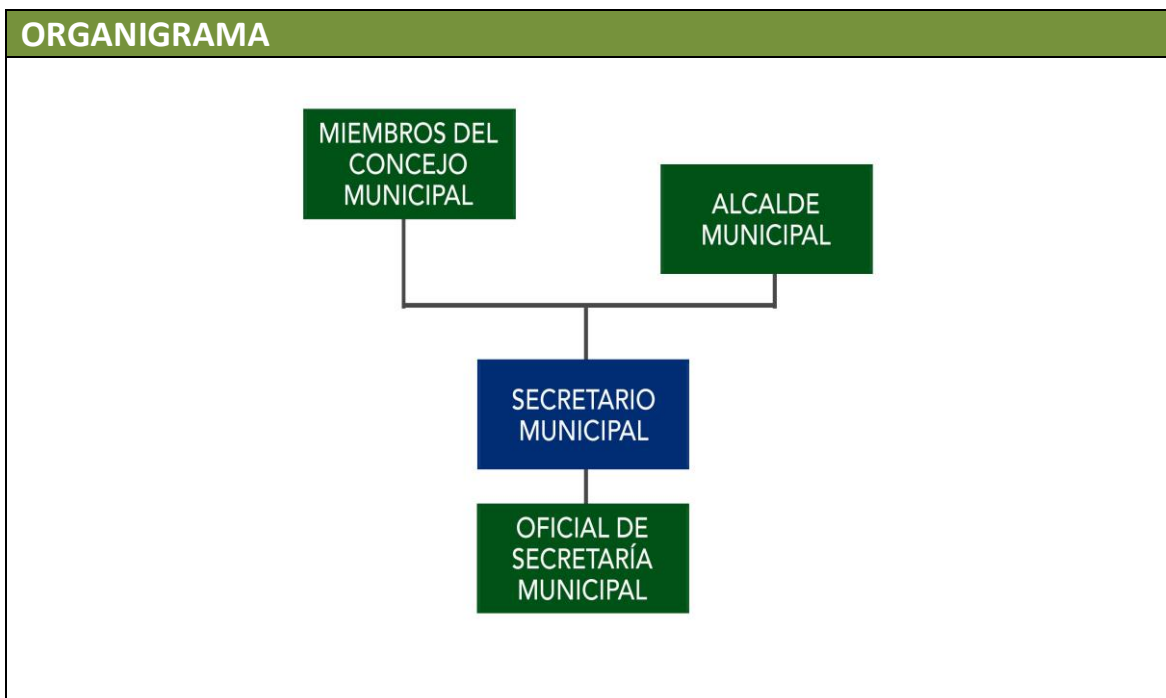 ORGANIGRAMA
MIEMBROS DEL
CONCEJO
MUNICIPAL
ALCALDE
MUNICIPAL
SECRETARIO
MUNICIPAL
OFICIAL DE
SECRETARÍA
MUNICIPAL